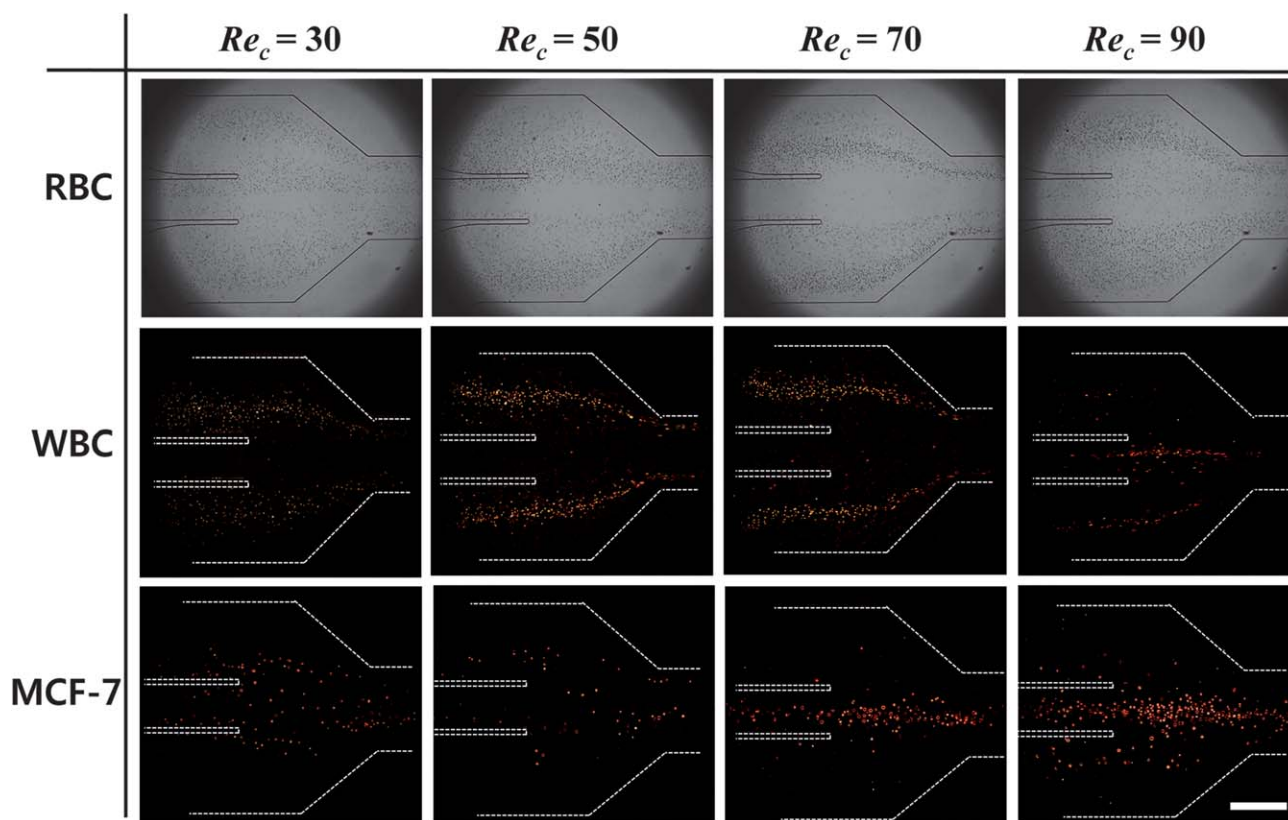 Re_c = 30 Re_c = 50 Re_c = 70 Re_c = 90
RBC
WBC
MCF-7